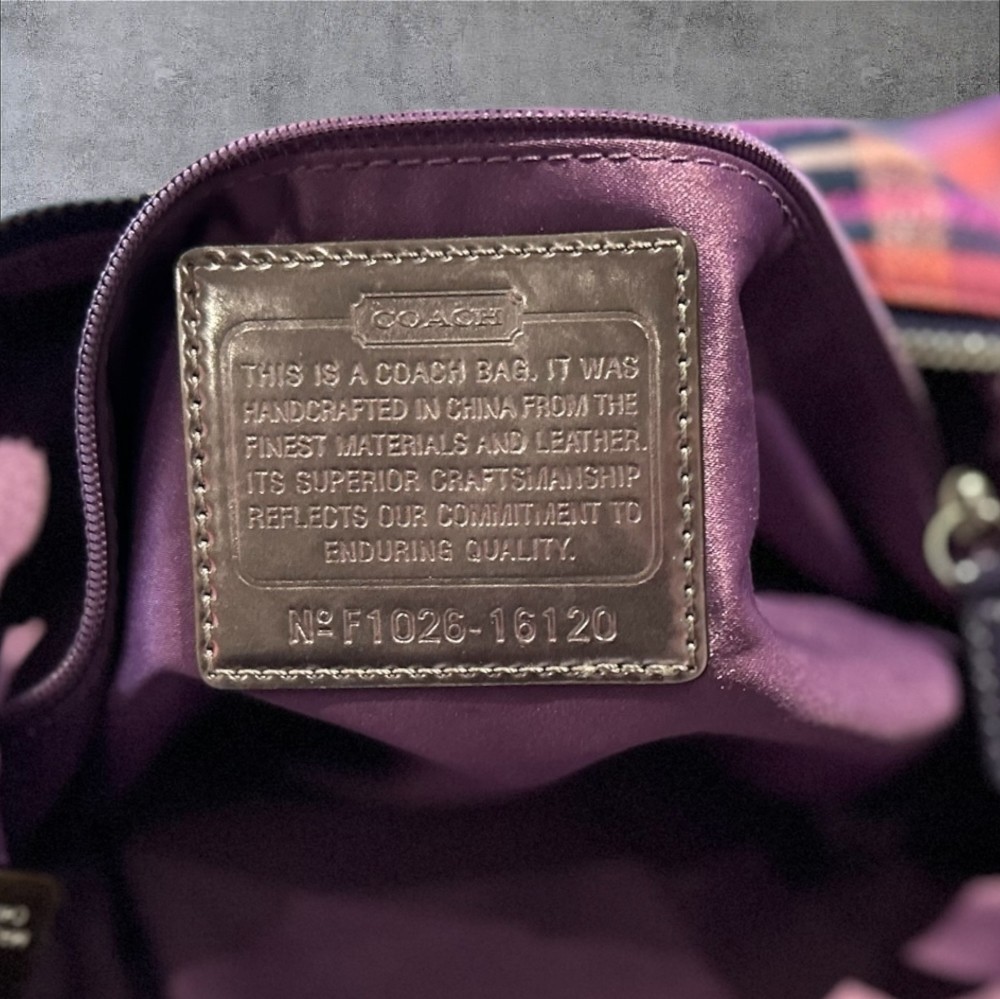 COACH
THIS IS A COACH BAG. IT WAS
HANDCRAFTED IN CHINA FROM THE
FINEST MATERIALS AND LEATHER.
ITS SUPERIOR CRAFTSMANSHIP
REFLECTS OUR COMMITMENT TO
ENDURING QUALITY.
Nº F1026-16120